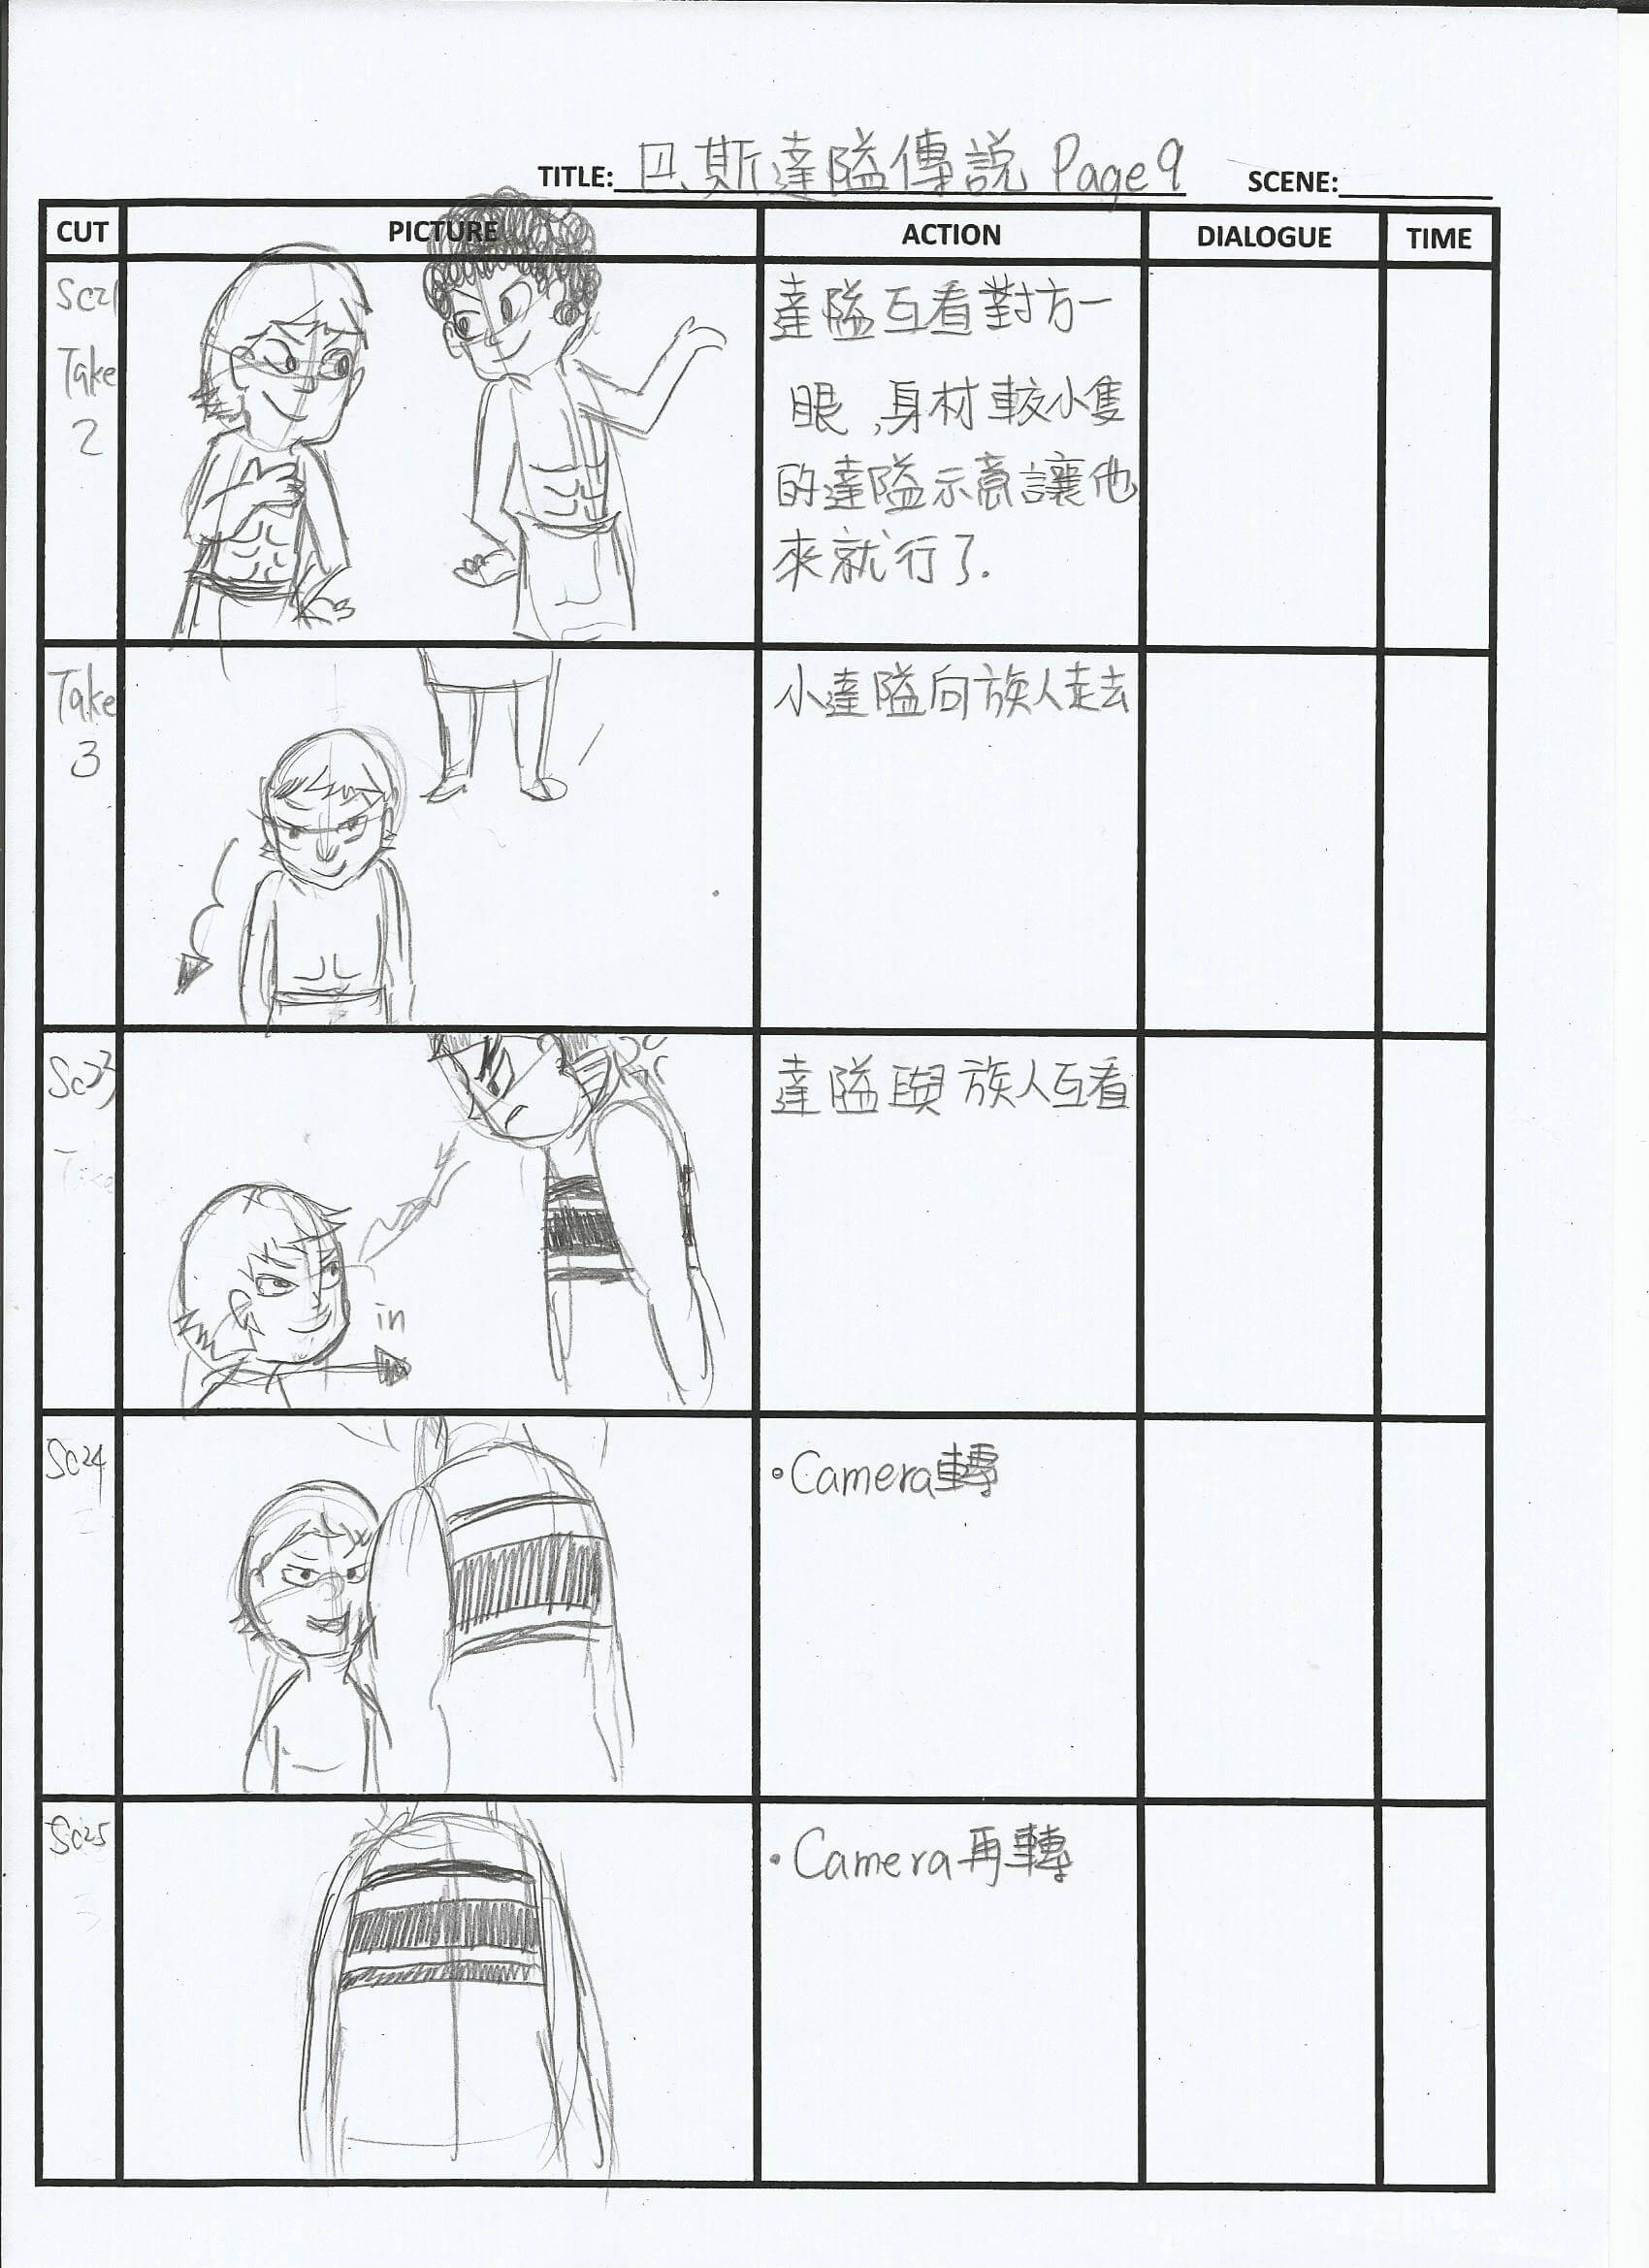 TITLE: 巴斯達隘傳說 Page9 SCENE:
CUT PICTURE ACTION DIALOGUE TIME
Sc21
Take
2
達隘互看對方一
眼,身材較小隻
的達隘示意讓他
來就行了.
Take
3
小達隘向族人走去
達隘與族人互看
in
Sc24
•Camera轉
Sc25
•Camera再轉